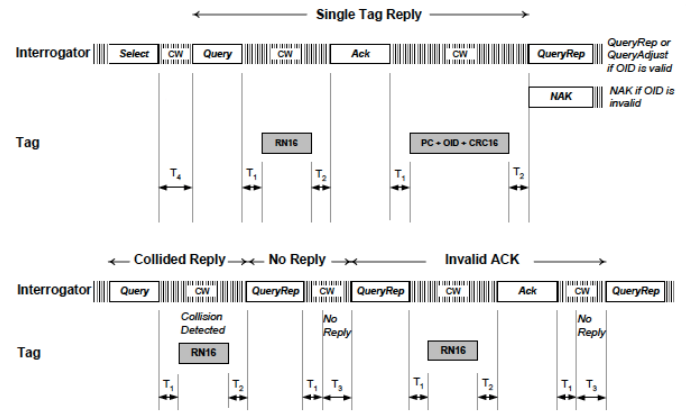 Single Tag Reply
Interrogator Select CW Query CW Ack CW QueryRep QueryRep or
QueryAdjust
if OID is valid
NAK NAK if OID is
invalid
Tag RN16 PC + OID + CRC16
T4 T1 T2 T1 T2
Collided Reply No Reply Invalid ACK
Interrogator Query CW QueryRep CW QueryRep CW Ack CW QueryRep
Collision
Detected
No
Reply
No
Reply
Tag RN16 RN16
T1 T2 T1 T3 T1 T2 T1 T3